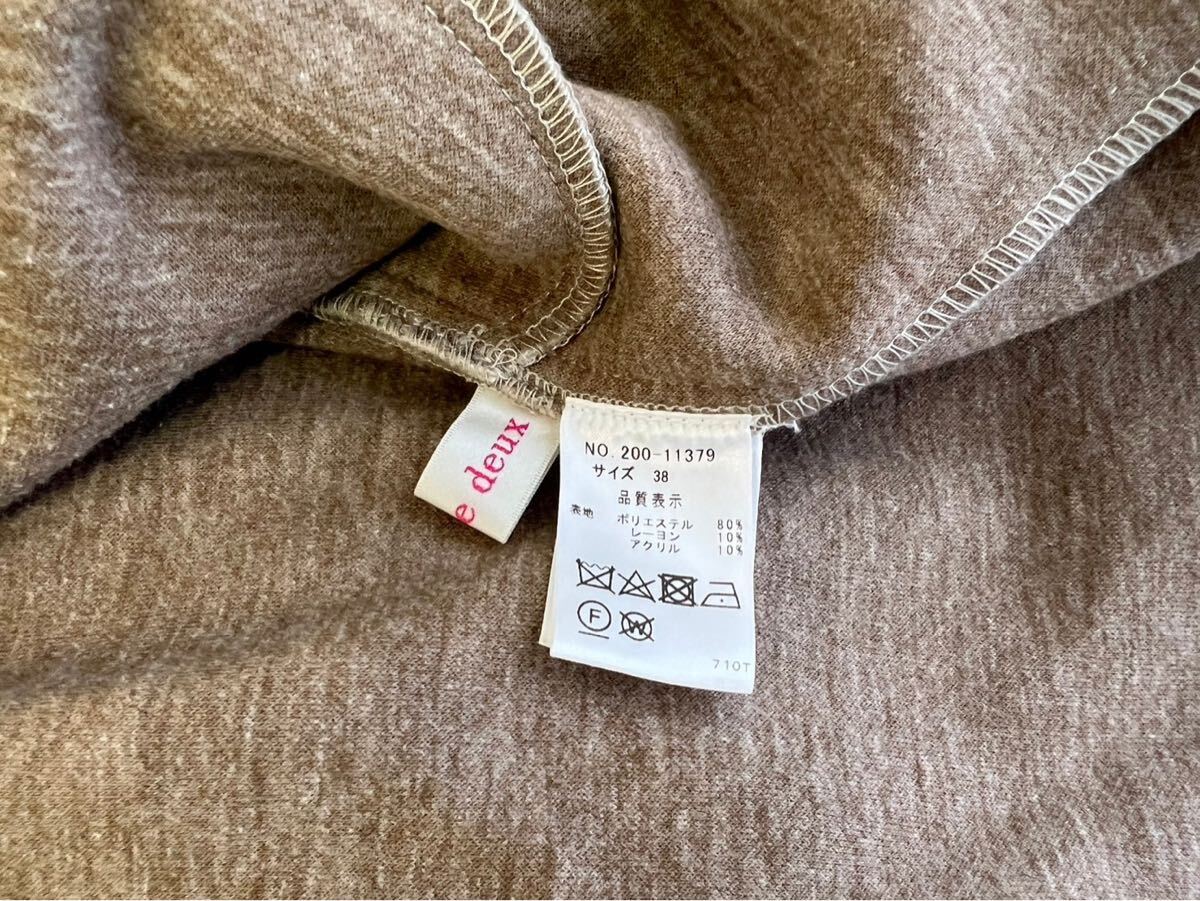 e deux
NO. 200-11379
サイズ 38
品質表示
表地 ポリエステル 80%
レーヨン 10%
アクリル 10%
F
W
710T